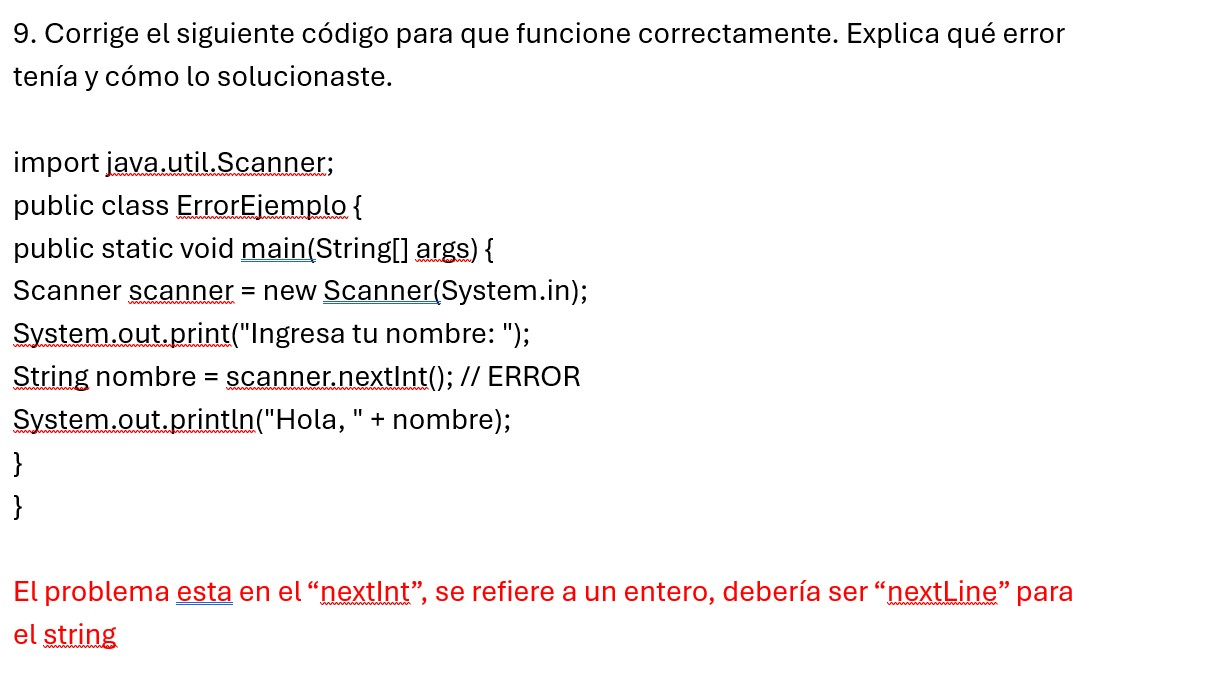 9. Corrige el siguiente código para que funcione correctamente. Explica qué error
tenía y cómo lo solucionaste.
import java.util.Scanner;
public class ErrorEjemplo {
public static void main(String[] args) {
Scanner scanner = new Scanner(System.in);
System.out.print("Ingresa tu nombre: ");
String nombre = scanner.nextInt(); // ERROR
System.out.println("Hola, " + nombre);
}
}
El problema esta en el “nextInt”, se refiere a un entero, debería ser “nextLine” para
el string